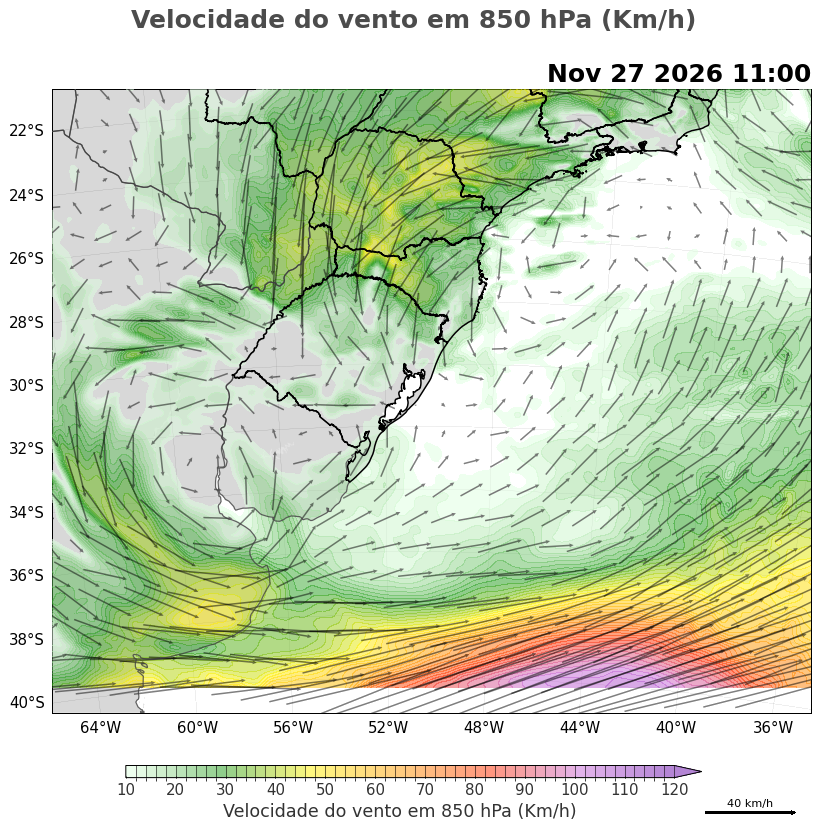 Velocidade do vento em 850 hPa (Km/h)
Nov 27 2026 11:00
22°S
24°S
26°S
28°S
30°S
32°S
34°S
36°S
38°S
40°S
64°W 60°W 56°W 52°W 48°W 44°W 40°W 36°W
10 20 30 40 50 60 70 80 90 100 110 120
Velocidade do vento em 850 hPa (Km/h)
40 km/h